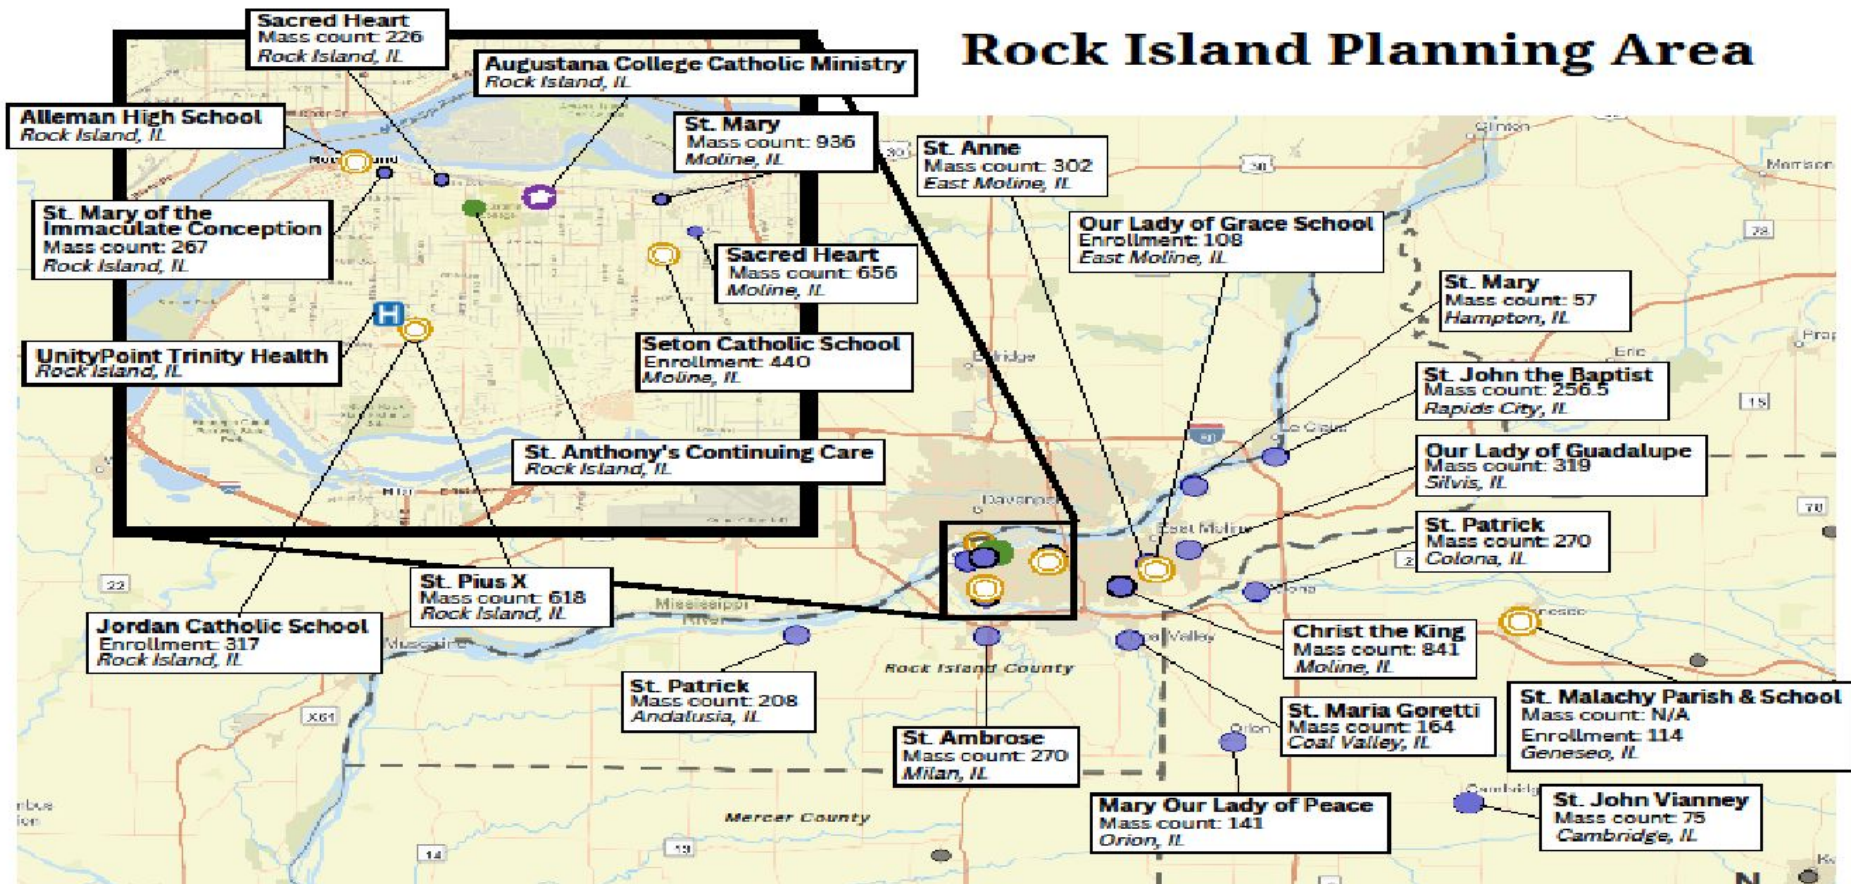 Rock Island Planning Area
Sacred Heart
Mass count: 226
Rock Island, IL
Augustana College Catholic Ministry
Rock Island, IL
Alleman High School
Rock Island, IL
St. Mary
Mass count: 936
Moline, IL
St. Anne
Mass count: 302
East Moline, IL
St. Mary of the
Immaculate Conception
Mass count: 267
Rock Island, IL
Our Lady of Grace School
Enrollment: 108
East Moline, IL
Sacred Heart
Mass count: 656
Moline, IL
St. Mary
Mass count: 57
Hampton, IL
UnityPoint Trinity Health
Rock Island, IL
Seton Catholic School
Enrollment: 440
Moline, IL
St. John the Baptist
Mass count: 256.5
Rapids City, IL
St. Anthony's Continuing Care
Rock Island, IL
Our Lady of Guadalupe
Mass count: 319
Silvis, IL
St. Patrick
Mass count: 270
Colona, IL
St. Pius X
Mass count: 618
Rock Island, IL
Jordan Catholic School
Enrollment: 317
Rock Island, IL
Christ the King
Mass count: 841
Moline, IL
St. Patrick
Mass count: 208
Andalusia, IL
St. Malachy Parish & School
Mass count: N/A
Enrollment: 114
Geneseo, IL
St. Maria Goretti
Mass count: 164
Coal Valley, IL
St. Ambrose
Mass count: 270
Milan, IL
Mary Our Lady of Peace
Mass count: 141
Orion, IL
St. John Vianney
Mass count: 75
Cambridge, IL
H
Clinton
Morrison
30
78
Erie
Le Claire
80
East Moline
78
22
Mississippi
River
Muscatine
Rock Island County
X61
Orion
Mercer County
14
N